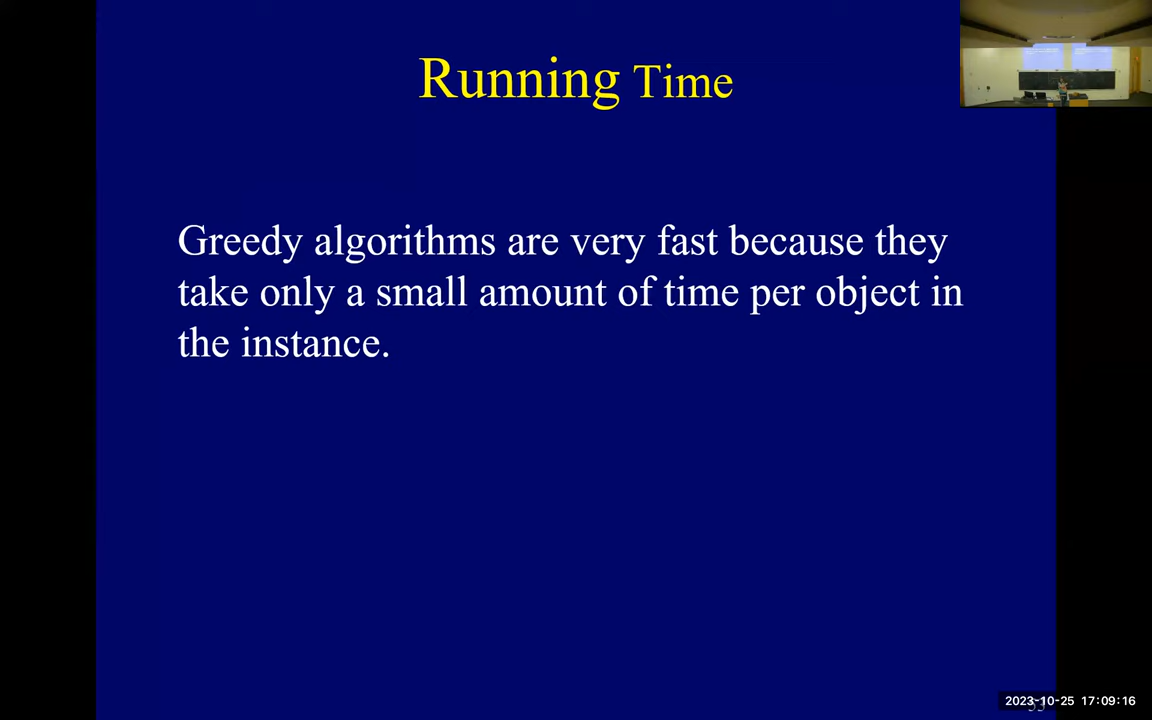 Running Time
Greedy algorithms are very fast because they
take only a small amount of time per object in
the instance.
2023-10-25 17:09:16